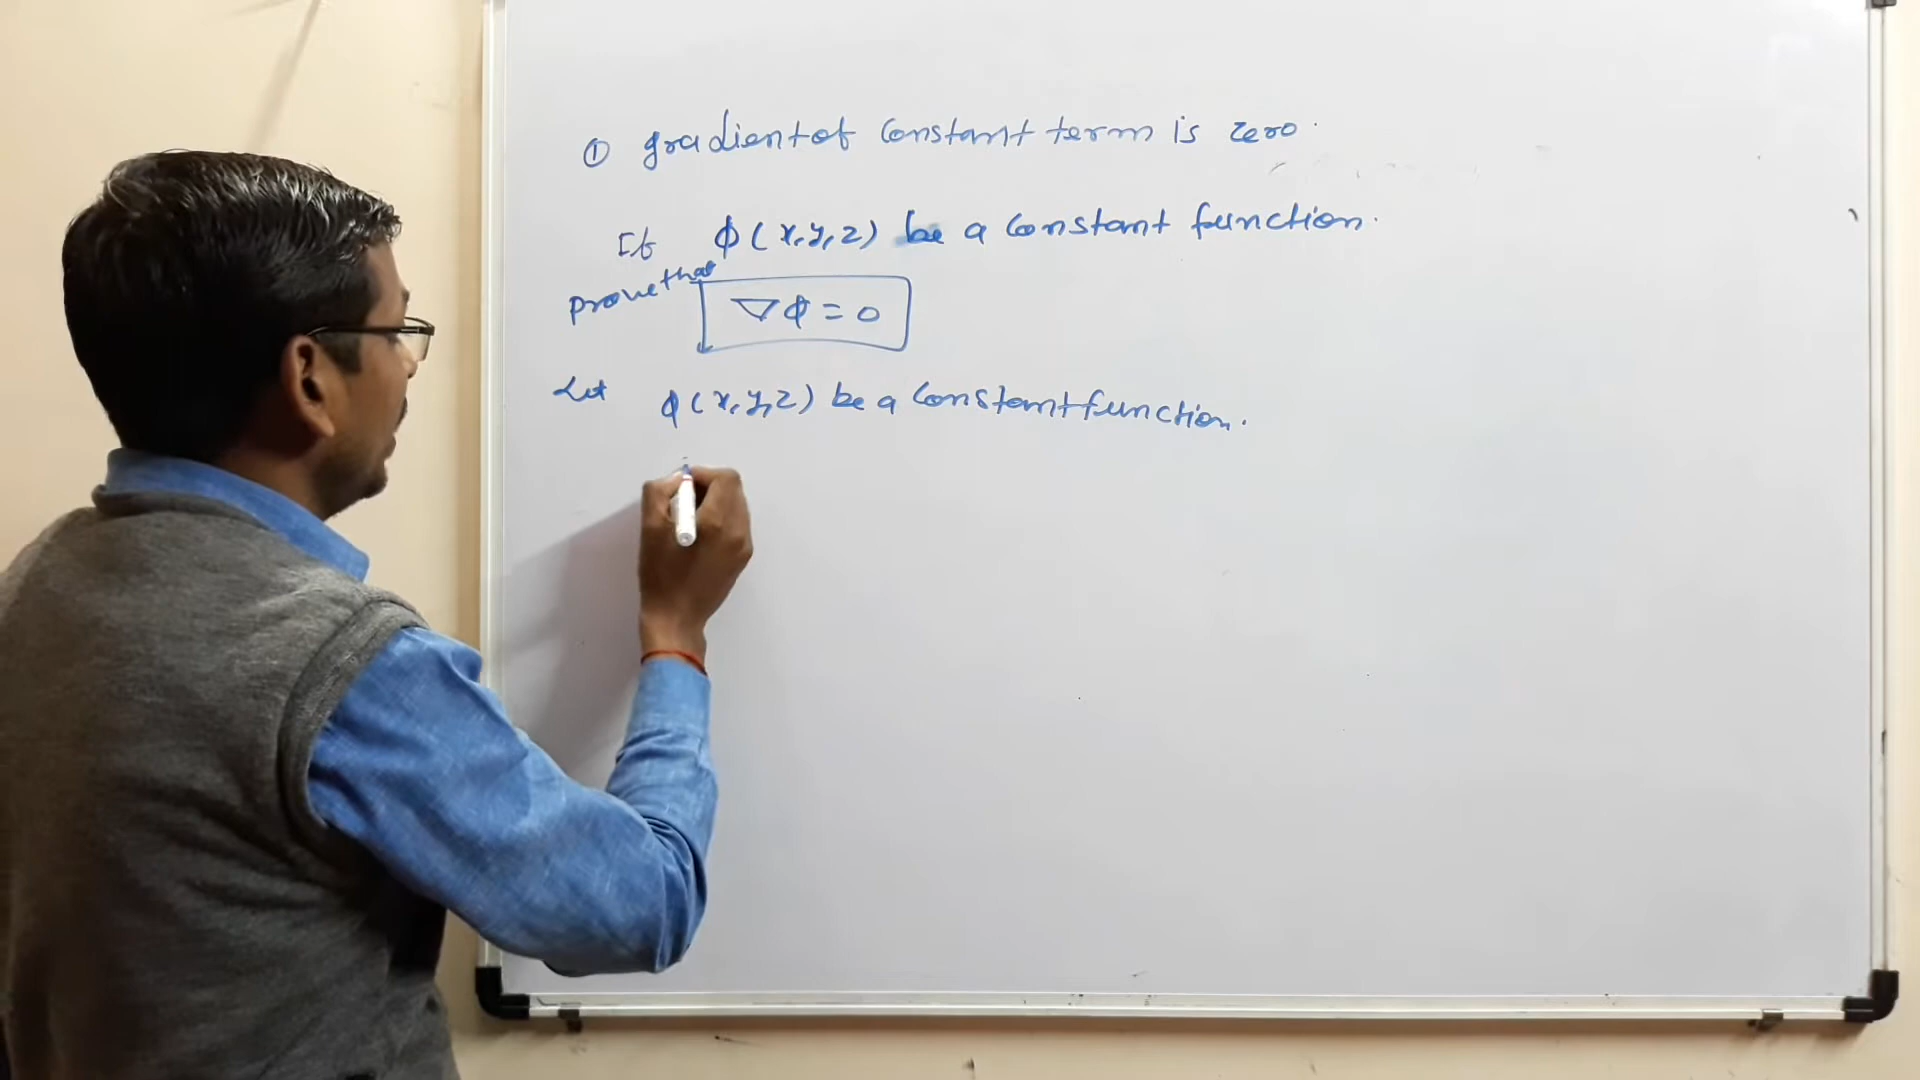 ① gradient of constant term is zero.
If ϕ(x,y,z) be a constant function.
prove that
∇ϕ = 0
Let ϕ(x,y,z) be a constant function.